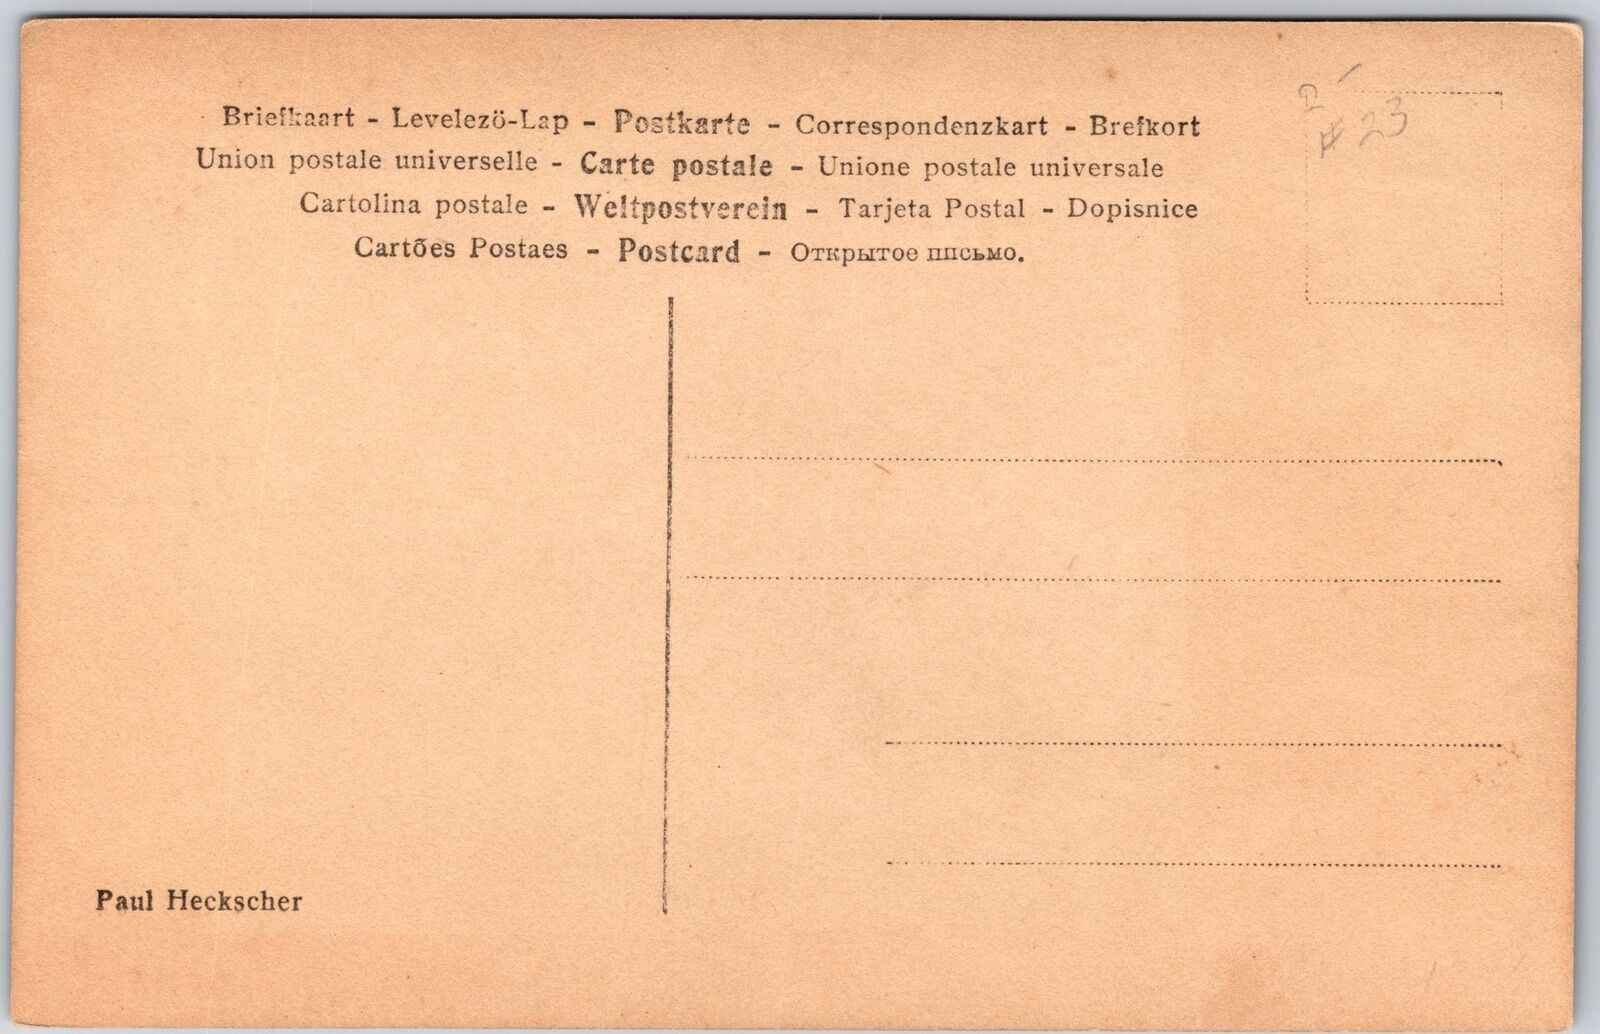 Briefkaart - Levelezö-Lap - Postkarte - Correspondenzkart - Brefkort
Union postale universelle - Carte postale - Unione postale universale
Cartolina postale - Weltpostverein - Tarjeta Postal - Dopisnice
Cartões Postaes - Postcard - Открытое письмо.
# 23
Paul Heckscher